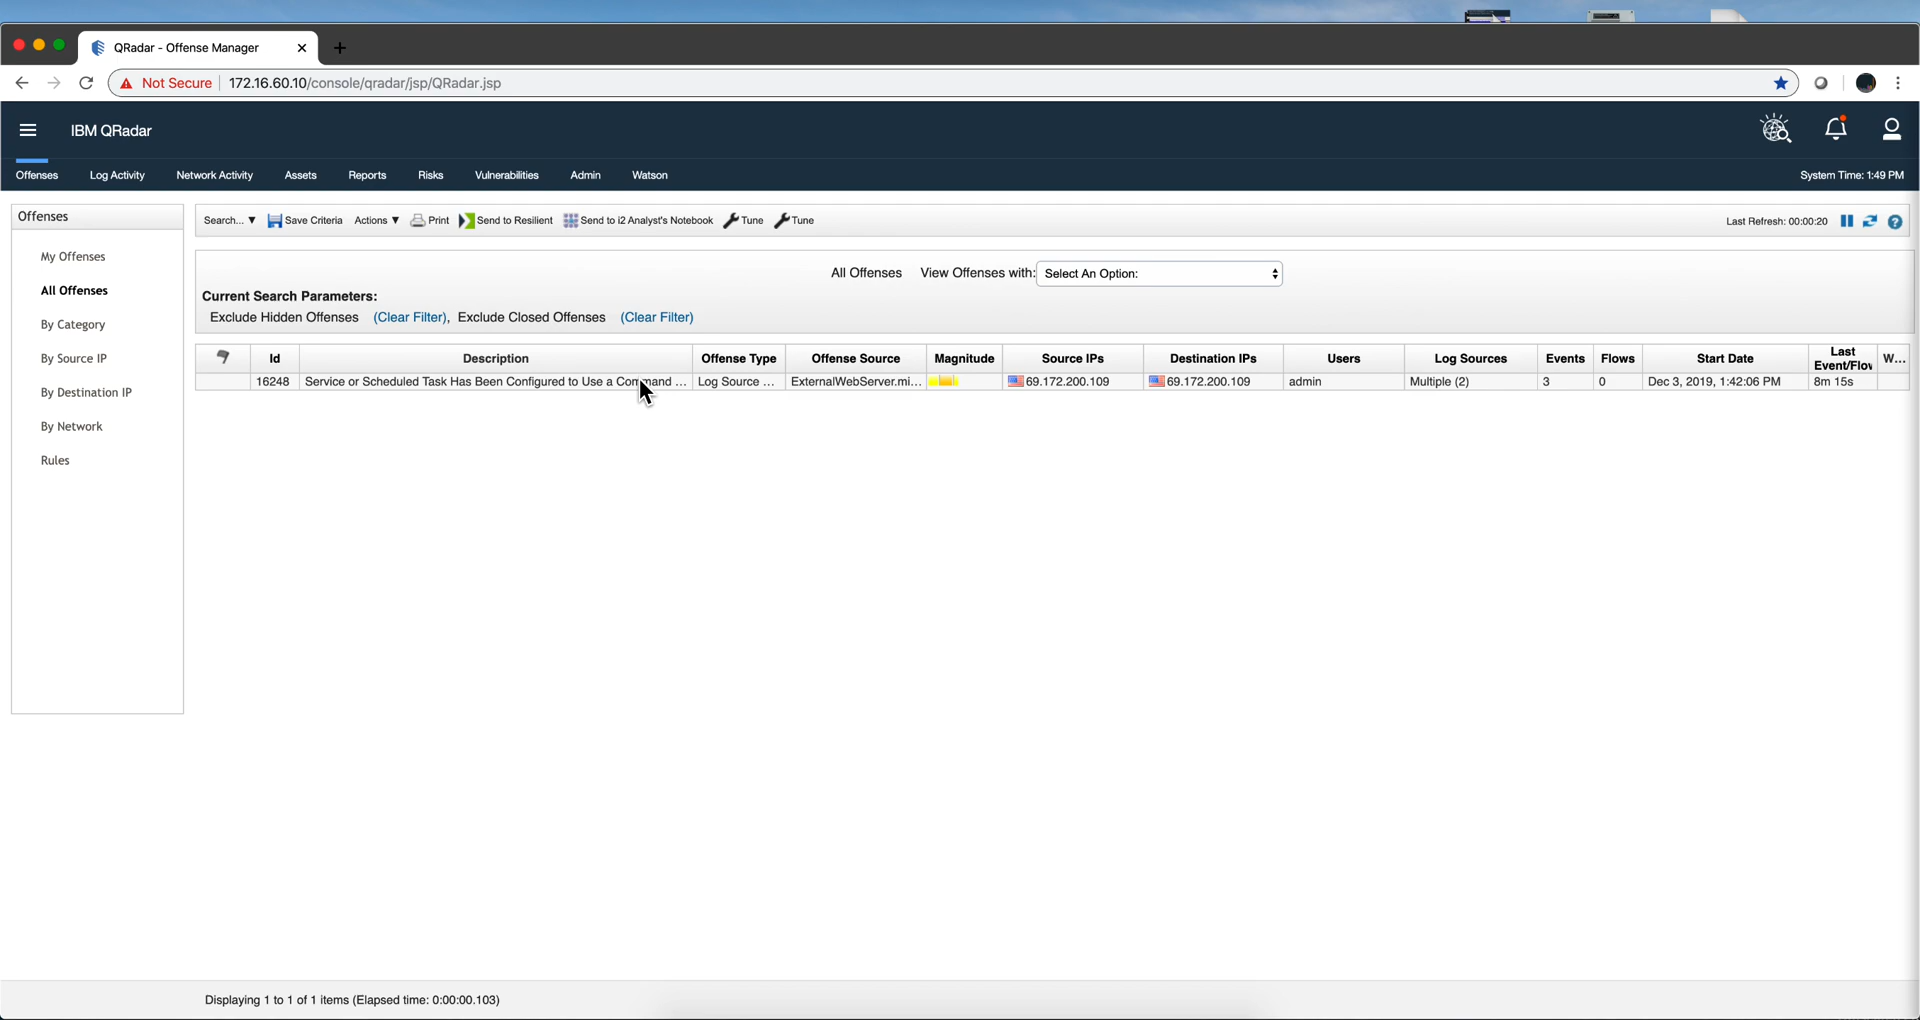 QRadar - Offense Manager
Not Secure 172.16.60.10/console/qradar/jsp/QRadar.jsp
IBM QRadar
Offenses Log Activity Network Activity Assets Reports Risks Vulnerabilities Admin Watson System Time: 1:49 PM
Offenses
My Offenses
All Offenses
By Category
By Source IP
By Destination IP
By Network
Rules
Search... ▼ Save Criteria Actions ▼ Print Send to Resilient Send to i2 Analyst's Notebook Tune Tune Last Refresh: 00:00:20
All Offenses View Offenses with: Select An Option:
Current Search Parameters:
Exclude Hidden Offenses (Clear Filter), Exclude Closed Offenses (Clear Filter)
Id Description Offense Type Offense Source Magnitude Source IPs Destination IPs Users Log Sources Events Flows Start Date Last Event/Flow W...
16248 Service or Scheduled Task Has Been Configured to Use a Command ... Log Source ... ExternalWebServer.mi... 69.172.200.109 69.172.200.109 admin Multiple (2) 3 0 Dec 3, 2019, 1:42:06 PM 8m 15s
Displaying 1 to 1 of 1 items (Elapsed time: 0:00:00.103)